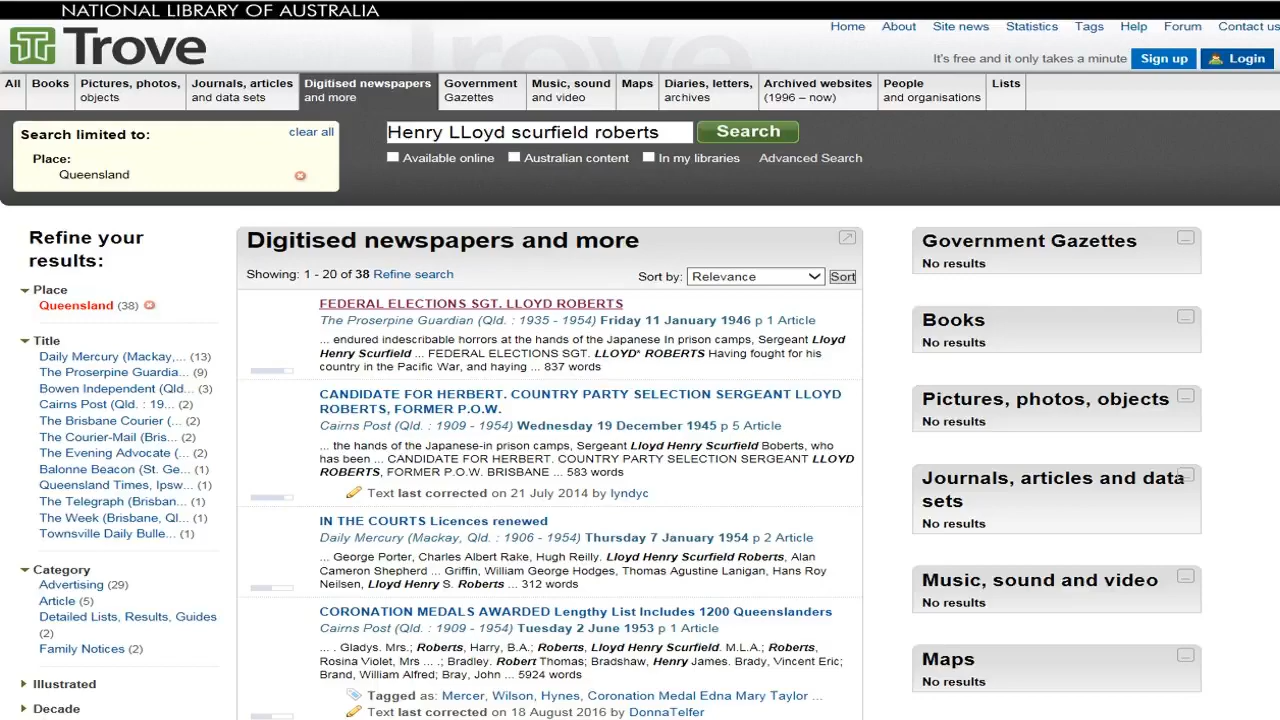 NATIONAL LIBRARY OF AUSTRALIA
Trove
Home About Site news Statistics Tags Help Forum Contact us
It's free and it only takes a minute Sign up Login
All
Books
Pictures, photos,
objects
Journals, articles
and data sets
Digitised newspapers
and more
Government
Gazettes
Music, sound
and video
Maps
Diaries, letters,
archives
Archived websites
(1996 – now)
People
and organisations
Lists
Search limited to: clear all
Place:
Queensland
Henry LLoyd scurfield roberts Search
Available online Australian content In my libraries Advanced Search
Refine your
results:
Place
Queensland (38)
Title
Daily Mercury (Mackay,... (13)
The Proserpine Guardia... (9)
Bowen Independent (Qld... (3)
Cairns Post (Qld. : 19... (2)
The Brisbane Courier (... (2)
The Courier-Mail (Bris... (2)
The Evening Advocate (... (2)
Balonne Beacon (St. Ge... (1)
Queensland Times, Ipsw... (1)
The Telegraph (Brisban... (1)
The Week (Brisbane, Ql... (1)
Townsville Daily Bulle... (1)
Category
Advertising (29)
Article (5)
Detailed Lists, Results, Guides
(2)
Family Notices (2)
Illustrated
Decade
Digitised newspapers and more
Showing: 1 - 20 of 38 Refine search Sort by: Relevance Sort
FEDERAL ELECTIONS SGT. LLOYD ROBERTS
The Proserpine Guardian (Qld. : 1935 - 1954) Friday 11 January 1946 p 1 Article
... endured indescribable horrors at the hands of the Japanese In prison camps, Sergeant Lloyd
Henry Scurfield ... FEDERAL ELECTIONS SGT. LLOYD^ ROBERTS Having fought for his
country in the Pacific War, and haying ... 837 words
CANDIDATE FOR HERBERT. COUNTRY PARTY SELECTION SERGEANT LLOYD
ROBERTS, FORMER P.O.W.
Cairns Post (Qld. : 1909 - 1954) Wednesday 19 December 1945 p 5 Article
... the hands of the Japanese-in prison camps, Sergeant Lloyd Henry Scurfield Boberts, who
has been ... CANDIDATE FOR HERBERT. COUNTRY PARTY SELECTION SERGEANT LLOYD
ROBERTS, FORMER P.O.W. BRISBANE ... 583 words
Text last corrected on 21 July 2014 by lyndyc
IN THE COURTS Licences renewed
Daily Mercury (Mackay, Qld. : 1906 - 1954) Thursday 7 January 1954 p 2 Article
... George Porter, Charles Albert Rake, Hugh Reilly. Lloyd Henry Scurfield Roberts, Alan
Cameron Shepherd ... Griffin, William George Hodges, Thomas Agustine Lanigan, Hans Roy
Neilsen, Lloyd Henry S. Roberts ... 312 words
CORONATION MEDALS AWARDED Lengthy List Includes 1200 Queenslanders
Cairns Post (Qld. : 1909 - 1954) Tuesday 2 June 1953 p 1 Article
... . Gladys. Mrs.; Roberts, Harry, B.A.; Roberts, Lloyd Henry Scurfield. M.L.A.; Roberts,
Rosina Violet, Mrs ... .; Bradley. Robert Thomas; Bradshaw, Henry James. Brady, Vincent Eric;
Brand, William Alfred; Bray, John ... 5924 words
Tagged as: Mercer, Wilson, Hynes, Coronation Medal Edna Mary Taylor ...
Text last corrected on 18 August 2016 by DonnaTelfer
Government Gazettes
No results
Books
No results
Pictures, photos, objects
No results
Journals, articles and data
sets
No results
Music, sound and video
No results
Maps
No results